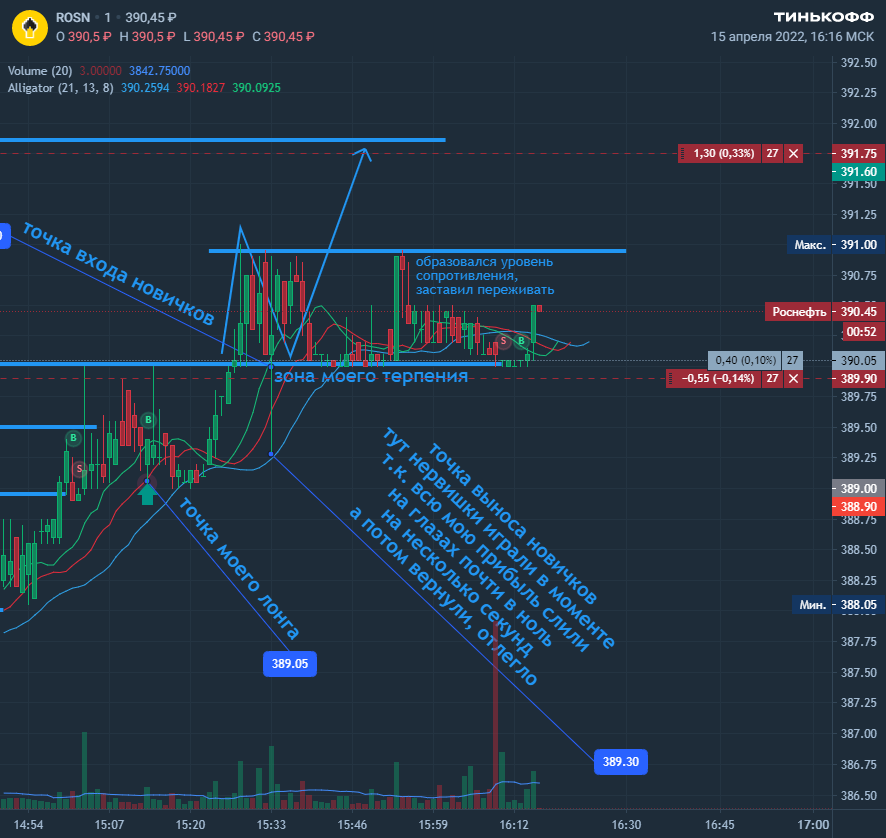 ROSN • 1 • 390,45 ₽
ТИНЬКОФФ
О 390,5 ₽ H 390,5 ₽ L 390,45 ₽ C 390,45 ₽
15 апреля 2022, 16:16 МСК
Volume (20) 3.00000 3842.75000
Alligator (21, 13, 8) 390.2594 390.1827 390.0925
392.50
392.25
392.00
1,30 (0,33%) 27 × 391.75
391.60
391.50
391.25
Макс. 391.00
390.75
Роснефть 390.45
00:52
0,40 (0,10%) 27 390.05
−0,55 (−0,14%) 27 × 389.90
389.75
389.50
389.25
389.00
388.90
388.75
388.50
388.25
Мин. 388.05
387.75
387.50
387.25
387.00
386.75
386.50
точка входа новичков
образовался уровень
сопротивления,
заставил переживать
S
B
зона моего терпения
B
B
S
точка моего лонга
389.05
точка выноса новичков
тут нервишки играли в моменте
т.к. всю мою прибыль слили
на глазах почти в ноль
на несколько секунд
а потом вернули, отлегло
389.30
14:54 15:07 15:20 15:33 15:46 15:59 16:12 16:30 16:45 17:00